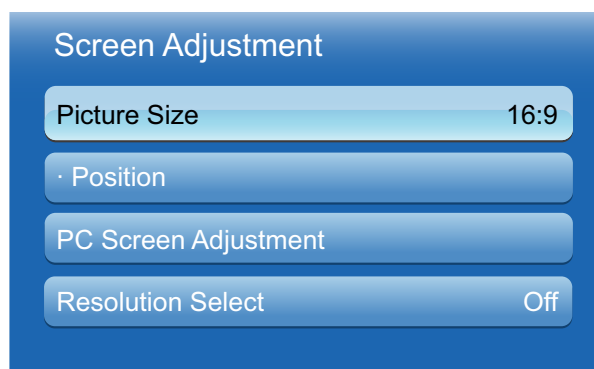 Screen Adjustment
Picture Size 16:9
· Position
PC Screen Adjustment
Resolution Select Off